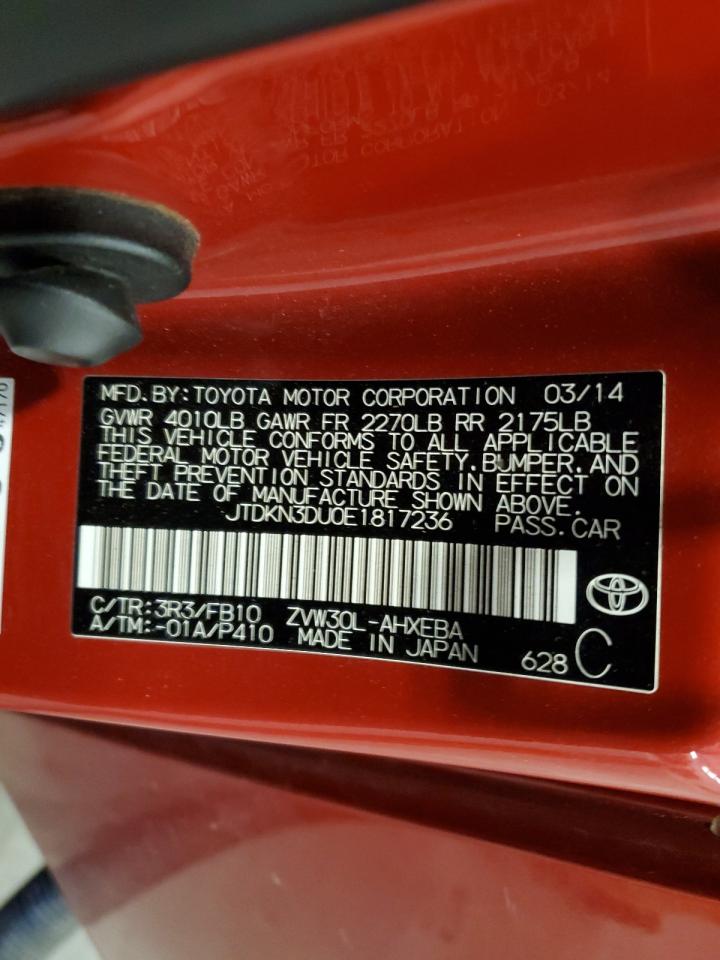 MFD.BY:TOYOTA MOTOR CORPORATION 03/14
GVWR 4010LB GAWR FR 2270LB RR 2175LB
THIS VEHICLE CONFORMS TO ALL APPLICABLE
FEDERAL MOTOR VEHICLE SAFETY,BUMPER,AND
THEFT PREVENTION STANDARDS IN EFFECT ON
THE DATE OF MANUFACTURE SHOWN ABOVE.
JTDKN3DU0E1817236 PASS.CAR
C/TR:3R3/FB10 ZVW30L-AHXEBA
A/TM:-01A/P410 MADE IN JAPAN 628 C